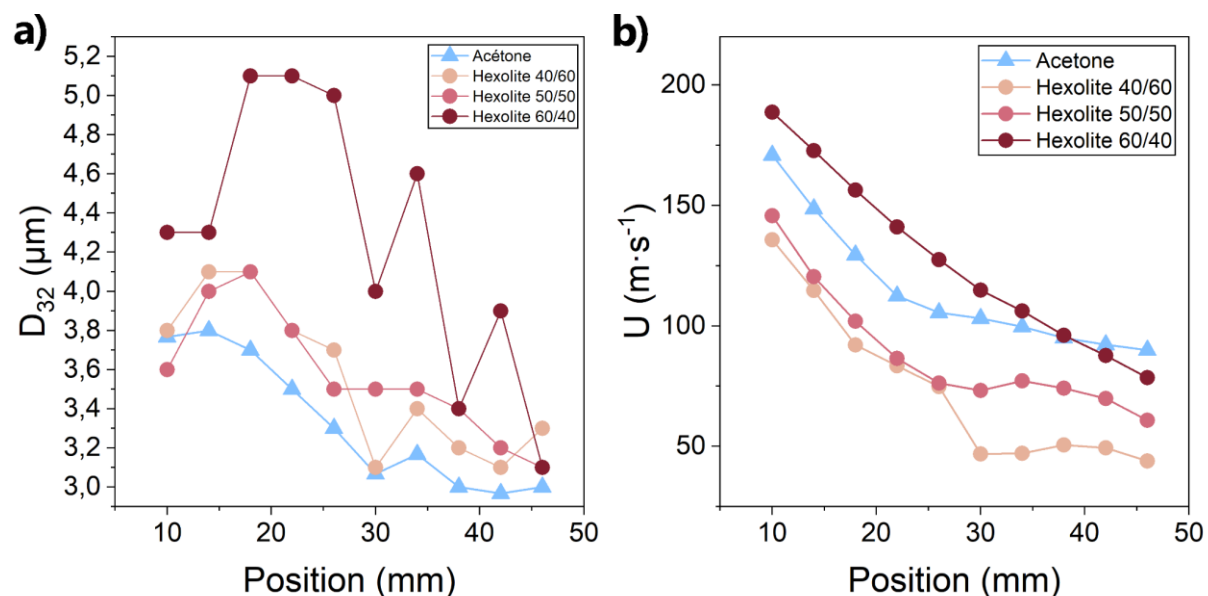 a)
D₃₂ (µm)
5,2
5,0
4,8
4,6
4,4
4,2
4,0
3,8
3,6
3,4
3,2
3,0
Acétone
Hexolite 40/60
Hexolite 50/50
Hexolite 60/40
0
10
20
30
40
50
Position (mm)
b)
U (m·s⁻¹)
200
150
100
50
Acetone
Hexolite 40/60
Hexolite 50/50
Hexolite 60/40
10
20
30
40
50
Position (mm)